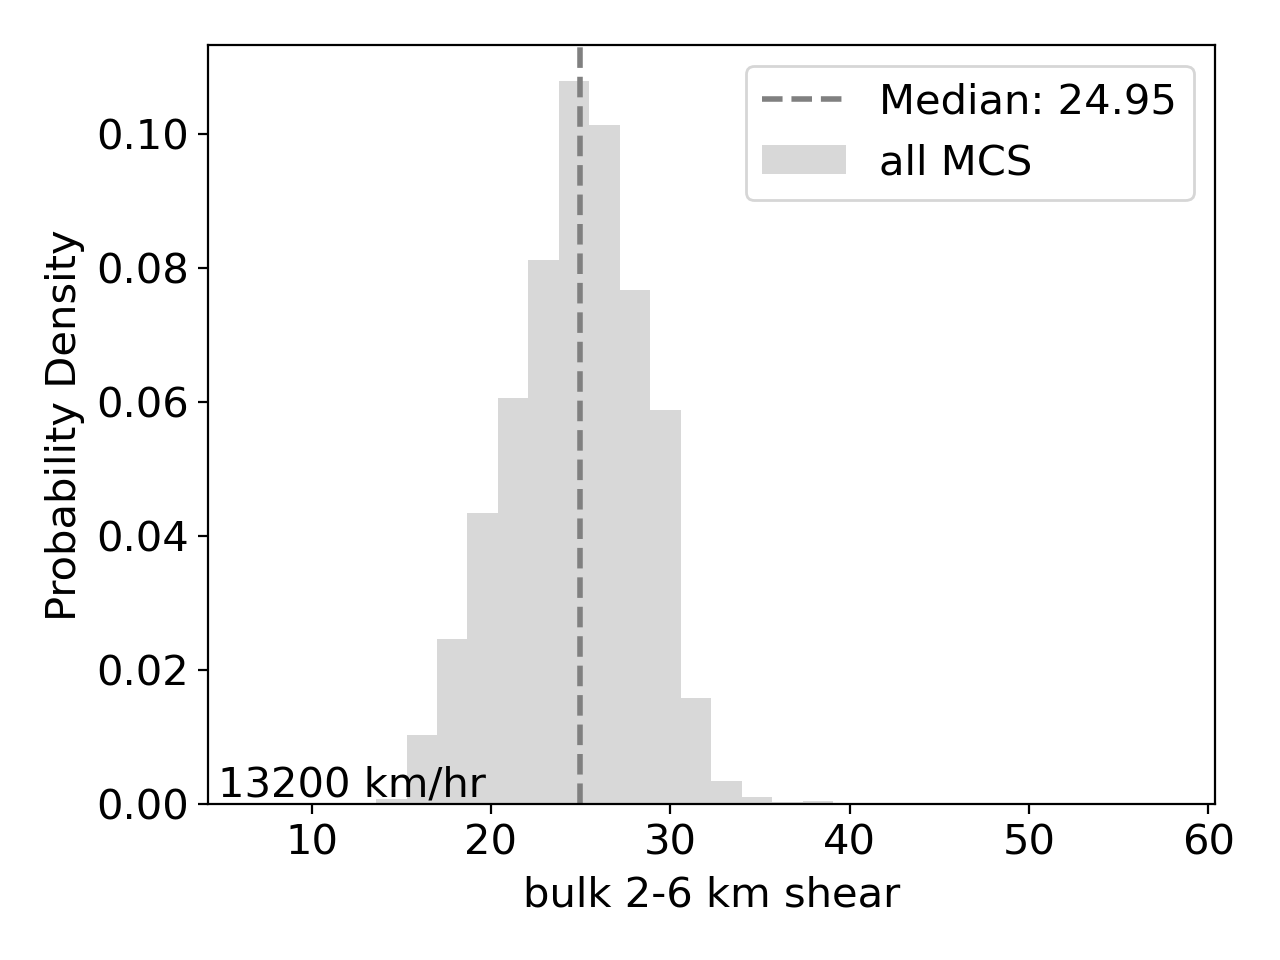 Median: 24.95
all MCS
Probability Density
0.10
0.08
0.06
0.04
0.02
0.00
13200 km/hr
10 20 30 40 50 60
bulk 2-6 km shear